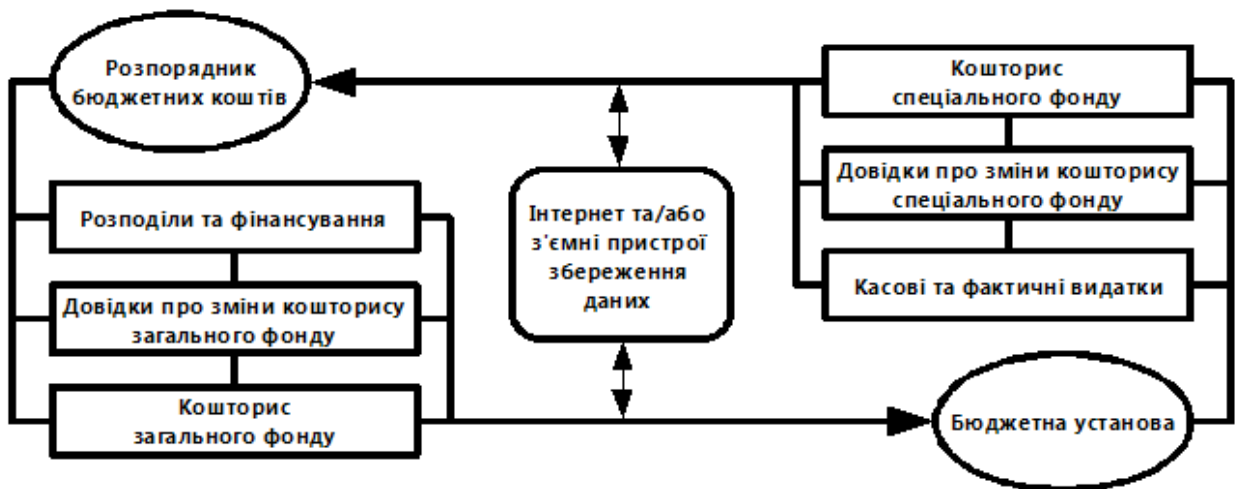 Розпорядник
бюджетних коштів
Розподіли та фінансування
Довідки про зміни кошторису
загального фонду
Кошторис
загального фонду
Інтернет та/або
з'ємні пристрої
збереження
даних
Кошторис
спеціального фонду
Довідки про зміни кошторису
спеціального фонду
Касові та фактичні видатки
Бюджетна установа